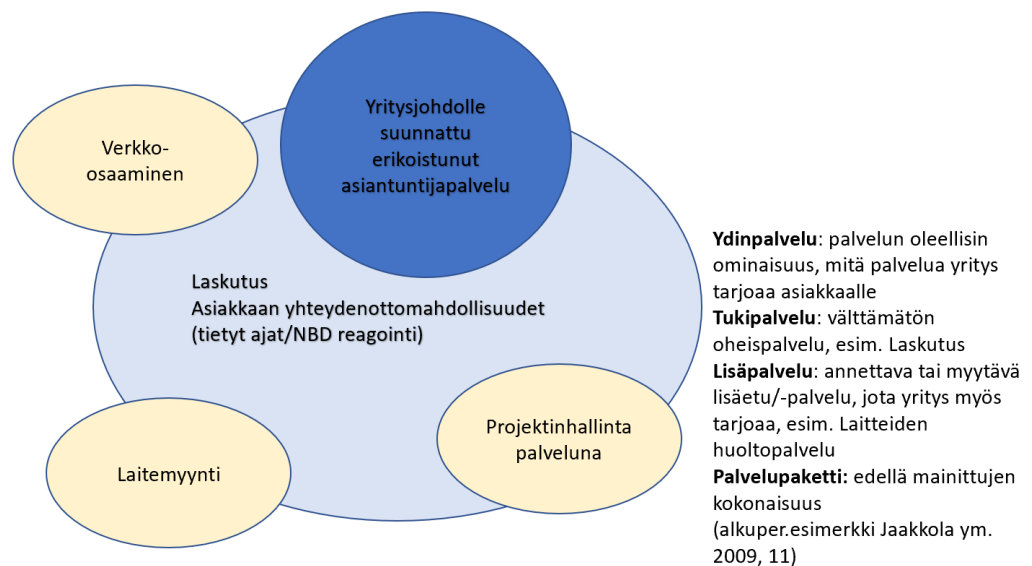 Yritysjohdolle
suunnattu
erikoistunut
asiantuntijapalvelu
Verkko-
osaaminen
Laskutus
Asiakkaan yhteydenottomahdollisuudet
(tietyt ajat/NBD reagointi)
Laitemyynti
Projektinhallinta
palveluna
Ydinpalvelu: palvelun oleellisin
ominaisuus, mitä palvelua yritys
tarjoaa asiakkaalle
Tukipalvelu: välttämätön
oheispalvelu, esim. Laskutus
Lisäpalvelu: annettava tai myytävä
lisäetu/-palvelu, jota yritys myös
tarjoaa, esim. Laitteiden
huoltopalvelu
Palvelupaketti: edellä mainittujen
kokonaisuus
(alkuper.esimerkki Jaakkola ym.
2009, 11)